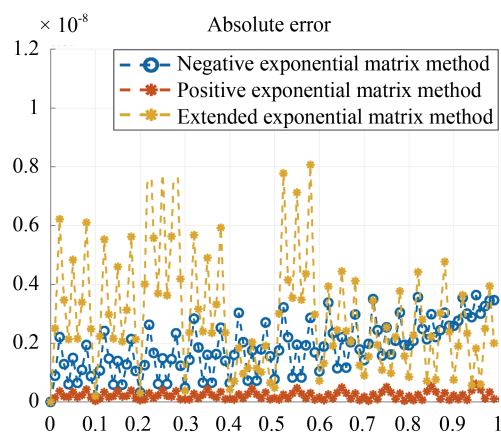 × 10⁻⁸
Absolute error
1.2
Negative exponential matrix method
1
Positive exponential matrix method
Extended exponential matrix method
0.8
0.6
0.4
0.2
0
0 0.1 0.2 0.3 0.4 0.5 0.6 0.7 0.8 0.9 1